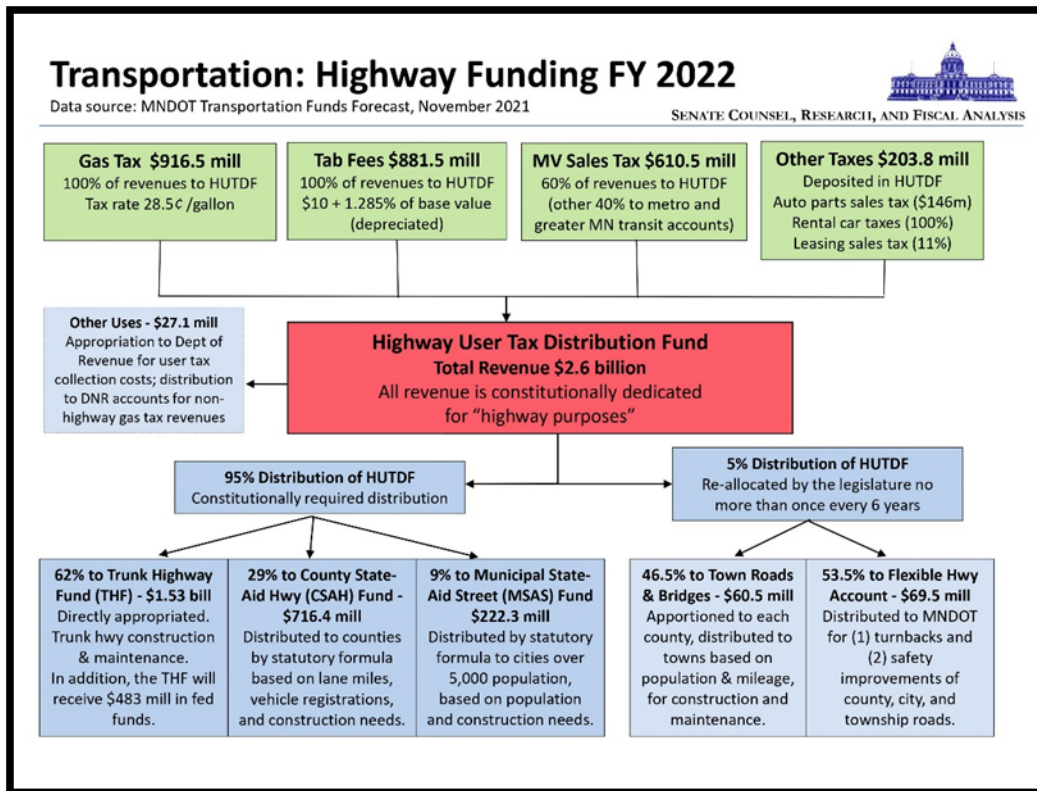 Transportation: Highway Funding FY 2022
Data source: MNDOT Transportation Funds Forecast, November 2021
SENATE COUNSEL, RESEARCH, AND FISCAL ANALYSIS
Gas Tax $916.5 mill
100% of revenues to HUTDF
Tax rate 28.5¢/gallon
Tab Fees $881.5 mill
100% of revenues to HUTDF
$10 + 1.285% of base value
(depreciated)
MV Sales Tax $610.5 mill
60% of revenues to HUTDF
(other 40% to metro and
greater MN transit accounts)
Other Taxes $203.8 mill
Deposited in HUTDF
Auto parts sales tax ($146m)
Rental car taxes (100%)
Leasing sales tax (11%)
Other Uses - $27.1 mill
Appropriation to Dept of
Revenue for user tax
collection costs; distribution
to DNR accounts for non-
highway gas tax revenues
Highway User Tax Distribution Fund
Total Revenue $2.6 billion
All revenue is constitutionally dedicated
for “highway purposes”
95% Distribution of HUTDF
Constitutionally required distribution
5% Distribution of HUTDF
Re-allocated by the legislature no
more than once every 6 years
62% to Trunk Highway
Fund (THF) - $1.53 bill
Directly appropriated.
Trunk hwy construction
& maintenance.
In addition, the THF will
receive $483 mill in fed
funds.
29% to County State-
Aid Hwy (CSAH) Fund -
$716.4 mill
Distributed to counties
by statutory formula
based on lane miles,
vehicle registrations,
and construction needs.
9% to Municipal State-
Aid Street (MSAS) Fund
$222.3 mill
Distributed by statutory
formula to cities over
5,000 population,
based on population
and construction needs.
46.5% to Town Roads
& Bridges - $60.5 mill
Apportioned to each
county, distributed to
towns based on
population & mileage,
for construction and
maintenance.
53.5% to Flexible Hwy
Account - $69.5 mill
Distributed to MNDOT
for (1) turnbacks and
(2) safety
improvements of
county, city, and
township roads.